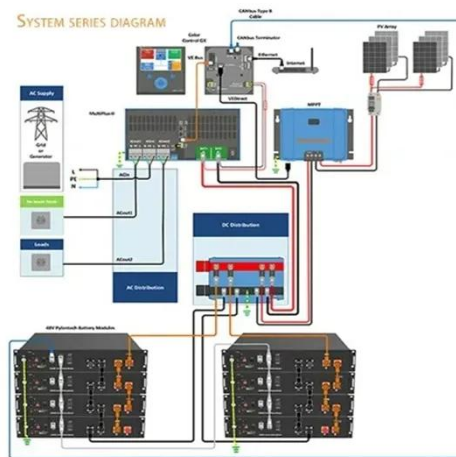 SYSTEM SERIES DIAGRAM
CANbus Type B
Cable
Color
Control GX
CANbus Terminator
PV Array
VE.Bus
Ethernet
Internet
AC Supply
MultiPlus-II
VE.Direct
MPPT
Grid
or
Generator
L
PE
N
ACin
ACout1
Loads
DC Distribution
ACout2
AC Distribution
48V Pylontech Battery Modules